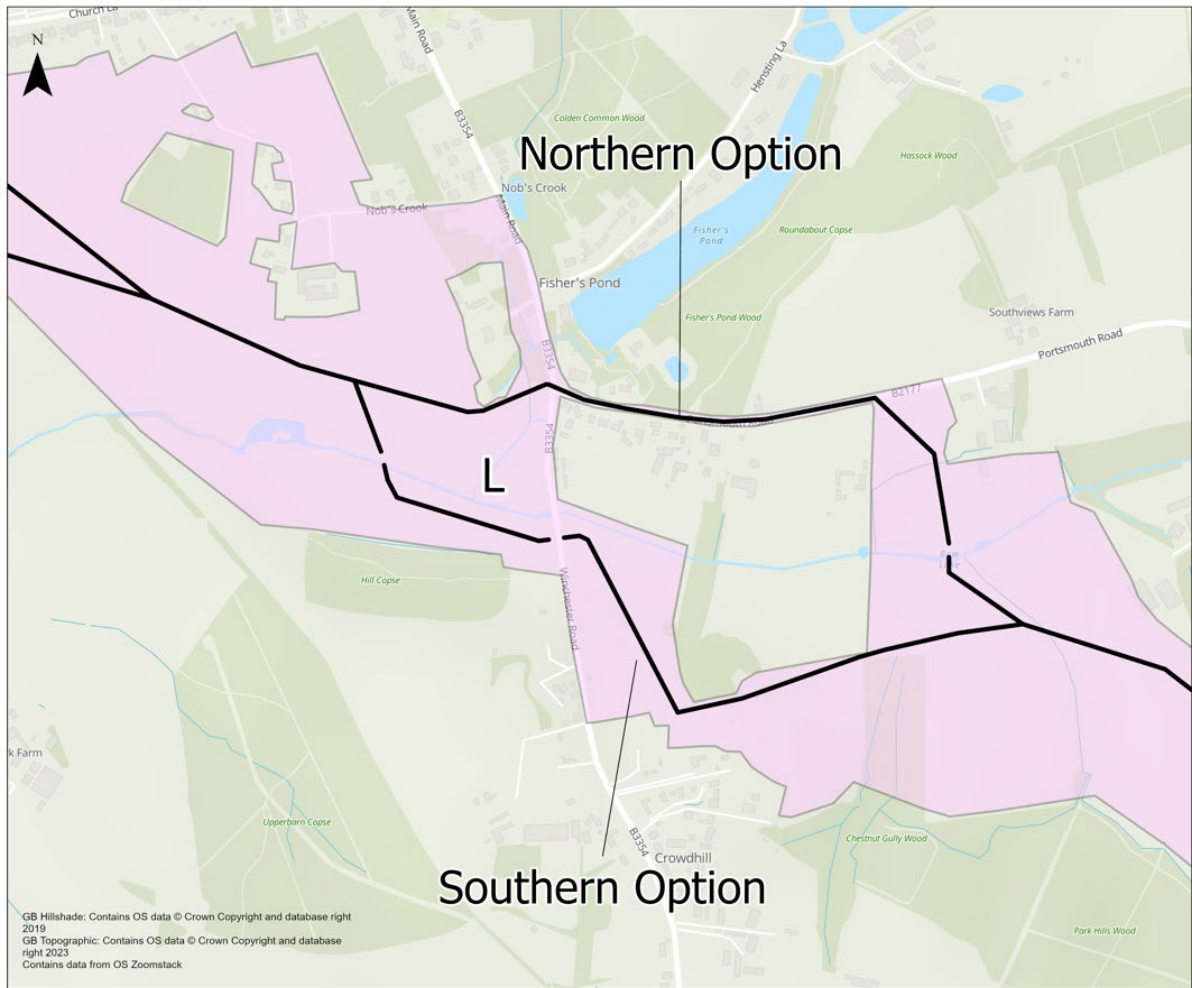 Church La
N
Main Road
B3354
Hensting La
Colden Common Wood
Northern Option
Hassock Wood
Nob's Crook
Nob's Crook
Main Road
Fisher's
Pond
Roundabout Copse
Fisher's Pond
Fisher's Pond Wood
Southviews Farm
Portsmouth Road
B3354
B2177
B3354
L
Hill Copse
Winchester Road
k Farm
Upperbarn Copse
B3354
Crowdhill
Chestnut Gully Wood
Southern Option
Park Hills Wood
GB Hillshade: Contains OS data © Crown Copyright and database right
2019
GB Topographic: Contains OS data © Crown Copyright and database
right 2023
Contains data from OS Zoomstack